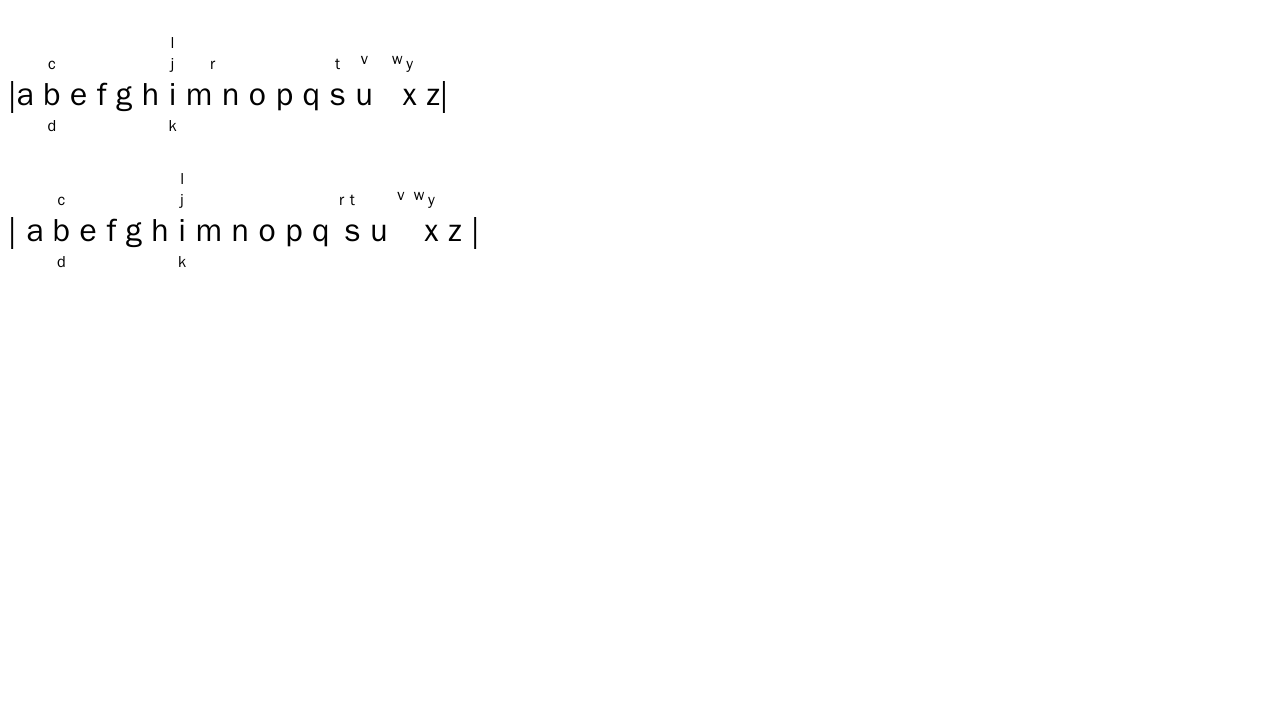 l
c j r t v w y
|a b e f g h i m n o p q s u x z|
d k
l
c j r t v w y
| a b e f g h i m n o p q s u x z |
d k